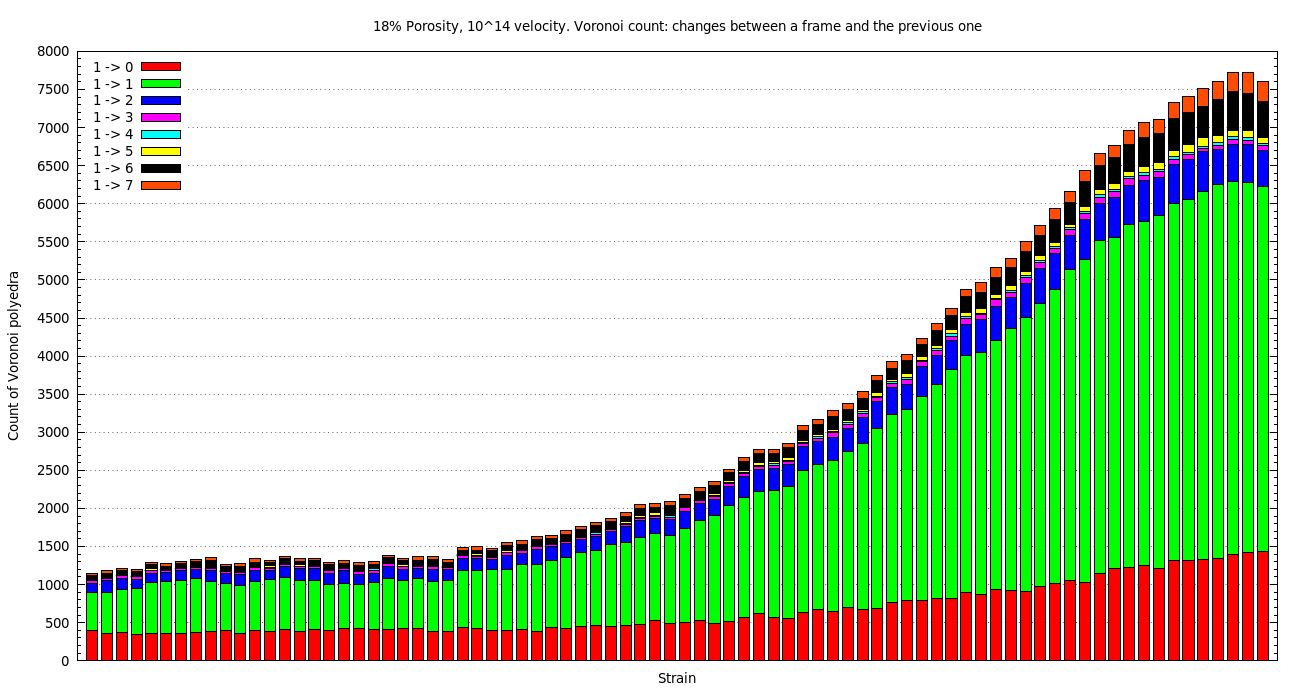 18% Porosity, 10^14 velocity. Voronoi count: changes between a frame and the previous one
8000
7500
7000
6500
6000
5500
5000
4500
4000
3500
3000
2500
2000
1500
1000
500
0
1 -> 0
1 -> 1
1 -> 2
1 -> 3
1 -> 4
1 -> 5
1 -> 6
1 -> 7
Count of Voronoi polyedra
Strain